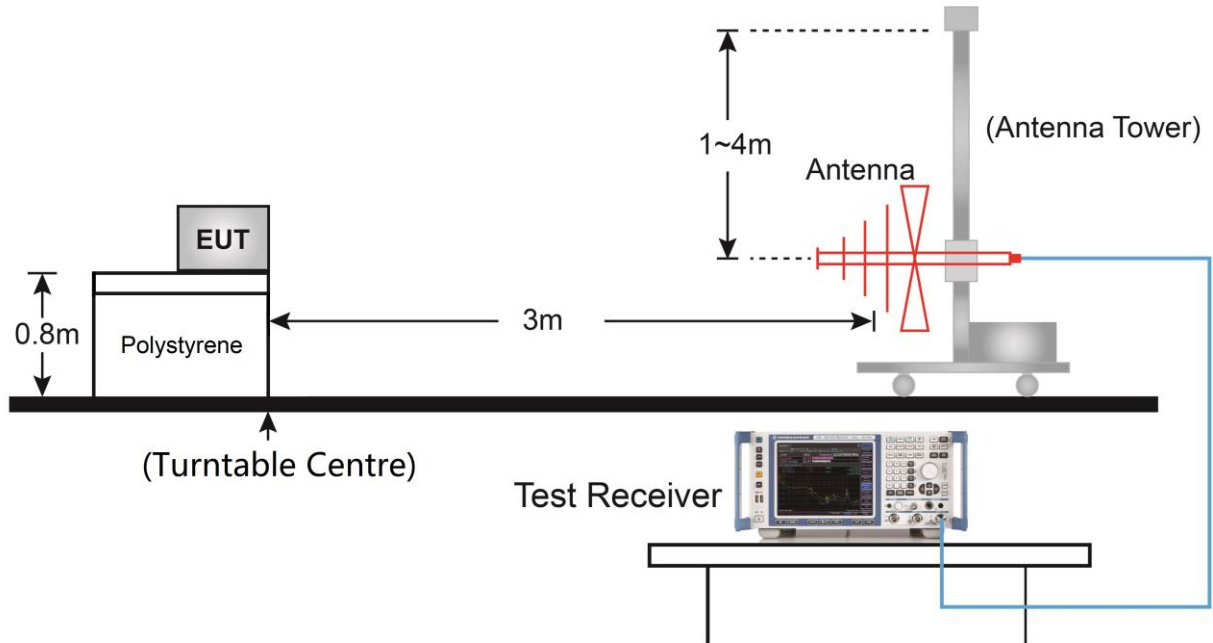 1~4m
(Antenna Tower)
Antenna
EUT
0.8m
3m
Polystyrene
(Turntable Centre)
Test Receiver